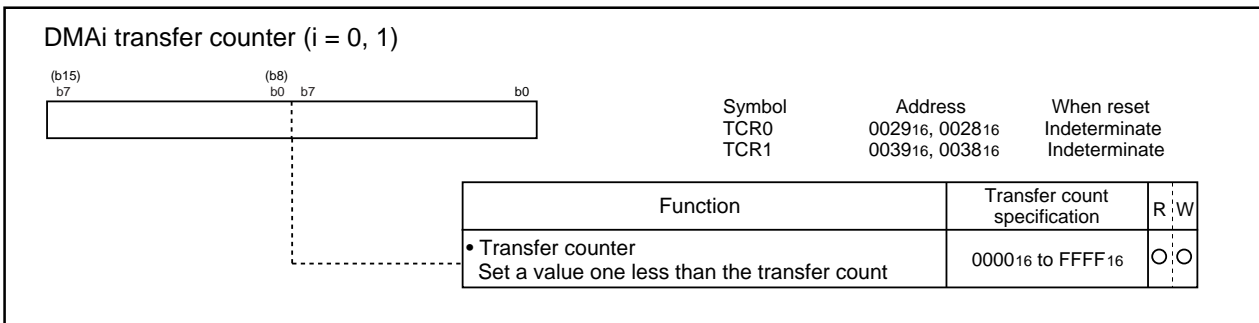 DMAi transfer counter (i = 0, 1)
(b15) (b8)
b7 b0 b7 b0
Symbol Address When reset
TCR0 002916, 002816 Indeterminate
TCR1 003916, 003816 Indeterminate
Function Transfer count specification R W
• Transfer counter
Set a value one less than the transfer count 000016 to FFFF16 O O